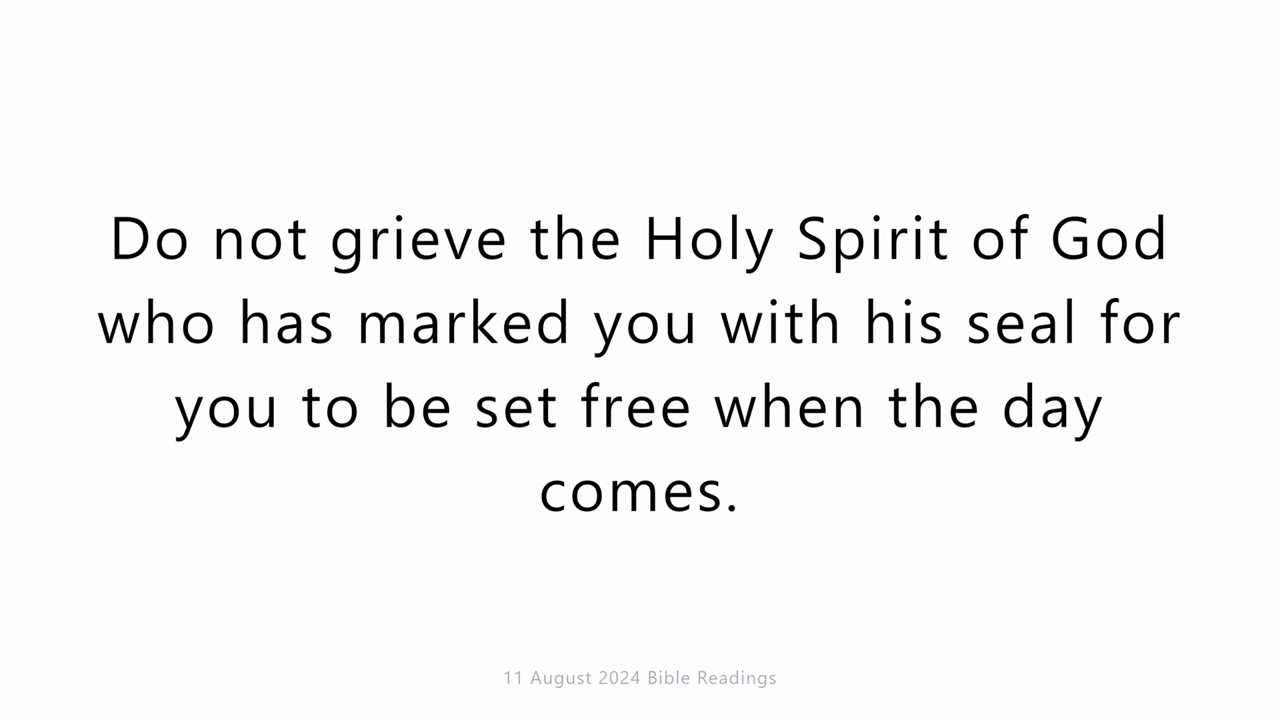 Do not grieve the Holy Spirit of God
who has marked you with his seal for
you to be set free when the day
comes.
11 August 2024 Bible Readings